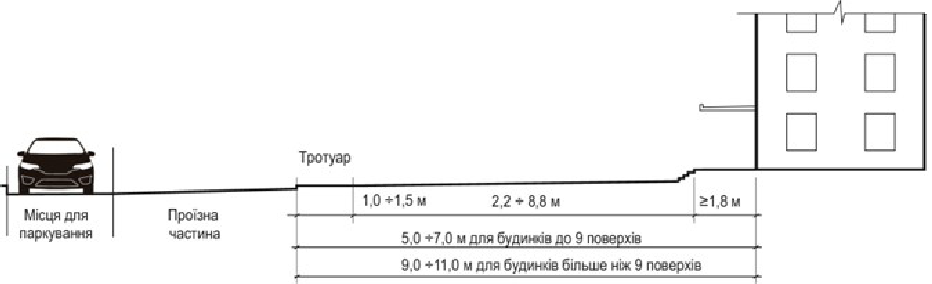 Тротуар
1,0 ÷1,5 м
2,2 ÷ 8,8 м
≥1,8 м
Місця для
паркування
Проїзна
частина
5,0 ÷7,0 м для будинків до 9 поверхів
9,0 ÷11,0 м для будинків більше ніж 9 поверхів